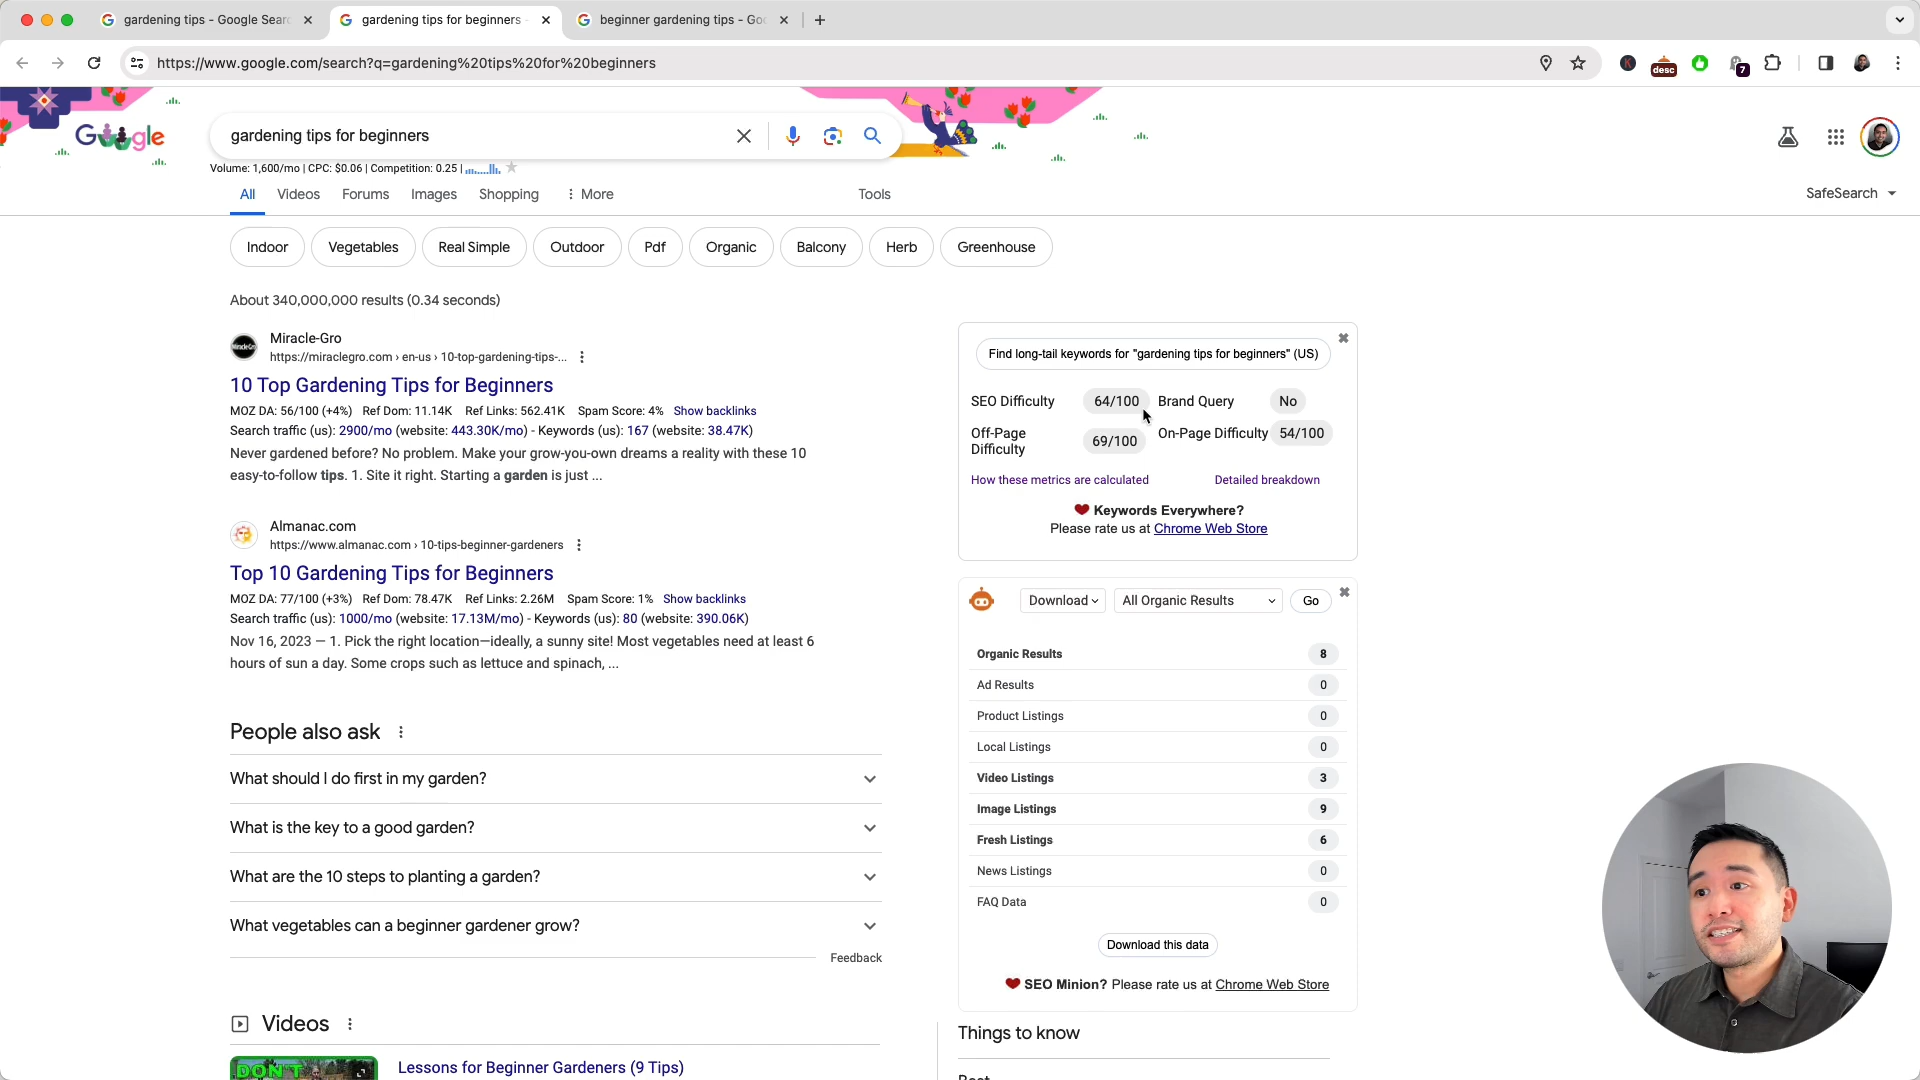 gardening tips - Google Sear
gardening tips for beginners
beginner gardening tips - Goo
https://www.google.com/search?q=gardening%20tips%20for%20beginners
desc
7
Google
gardening tips for beginners
Volume: 1,600/mo | CPC: $0.06 | Competition: 0.25 |
All
Videos
Forums
Images
Shopping
More
Tools
SafeSearch
Indoor
Vegetables
Real Simple
Outdoor
Pdf
Organic
Balcony
Herb
Greenhouse
About 340,000,000 results (0.34 seconds)
Miracle-Gro
https://miraclegro.com › en-us › 10-top-gardening-tips-...
10 Top Gardening Tips for Beginners
MOZ DA: 56/100 (+4%) Ref Dom: 11.14K Ref Links: 562.41K Spam Score: 4% Show backlinks
Search traffic (us): 2900/mo (website: 443.30K/mo) - Keywords (us): 167 (website: 38.47K)
Never gardened before? No problem. Make your grow-you-own dreams a reality with these 10
easy-to-follow tips. 1. Site it right. Starting a garden is just ...
Almanac.com
https://www.almanac.com › 10-tips-beginner-gardeners
Top 10 Gardening Tips for Beginners
MOZ DA: 77/100 (+3%) Ref Dom: 78.47K Ref Links: 2.26M Spam Score: 1% Show backlinks
Search traffic (us): 1000/mo (website: 17.13M/mo) - Keywords (us): 80 (website: 390.06K)
Nov 16, 2023 — 1. Pick the right location—ideally, a sunny site! Most vegetables need at least 6
hours of sun a day. Some crops such as lettuce and spinach, ...
People also ask
What should I do first in my garden?
What is the key to a good garden?
What are the 10 steps to planting a garden?
What vegetables can a beginner gardener grow?
Feedback
Videos
DON'T
Lessons for Beginner Gardeners (9 Tips)
Find long-tail keywords for "gardening tips for beginners" (US)
SEO Difficulty 64/100 Brand Query No
Off-Page
Difficulty
69/100
On-Page Difficulty 54/100
How these metrics are calculated
Detailed breakdown
Keywords Everywhere?
Please rate us at Chrome Web Store
Download
All Organic Results
Go
Organic Results 8
Ad Results 0
Product Listings 0
Local Listings 0
Video Listings 3
Image Listings 9
Fresh Listings 6
News Listings 0
FAQ Data 0
Download this data
SEO Minion? Please rate us at Chrome Web Store
Things to know